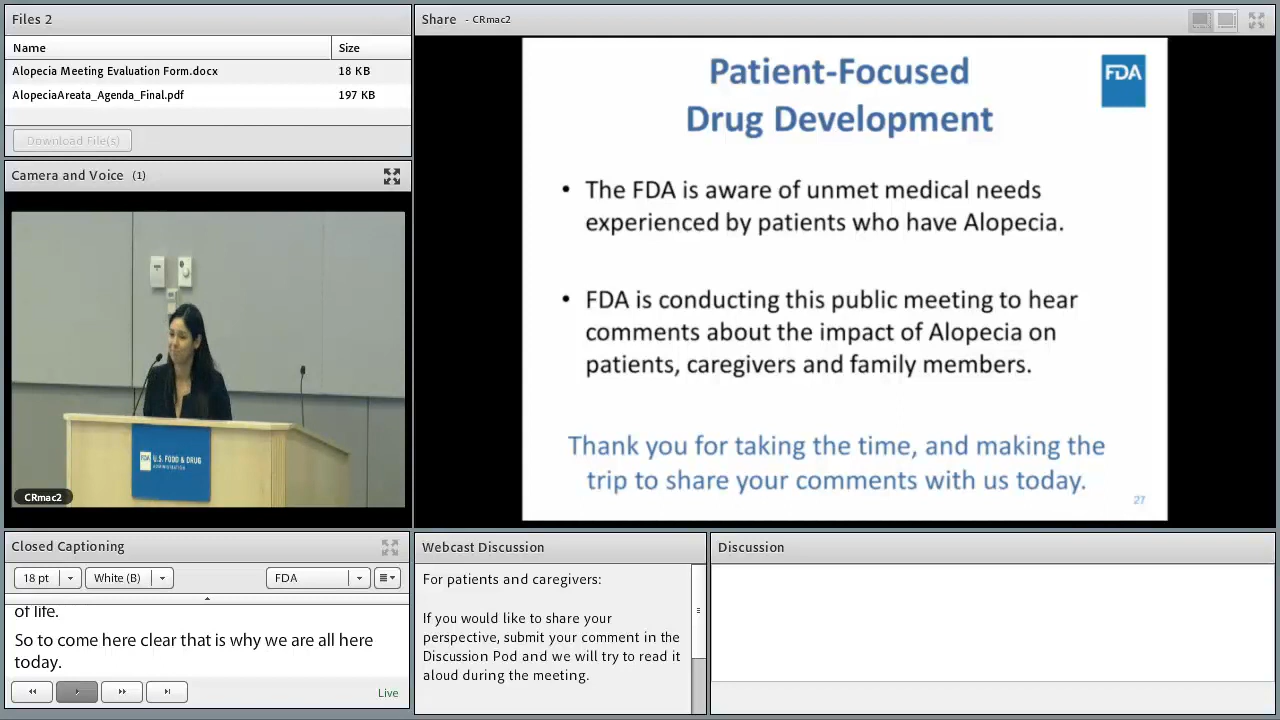 Files 2
Name
Size
Alopecia Meeting Evaluation Form.docx
18 KB
AlopeciaAreata_Agenda_Final.pdf
197 KB
Download File(s)
Camera and Voice (1)
FDA
U.S. FOOD & DRUG
ADMINISTRATION
CRmac2
Closed Captioning
18 pt
White (B)
FDA
of life.
So to come here clear that is why we are all here
today.
Live
Share - CRmac2
Patient-Focused
Drug Development
FDA
• The FDA is aware of unmet medical needs
experienced by patients who have Alopecia.
• FDA is conducting this public meeting to hear
comments about the impact of Alopecia on
patients, caregivers and family members.
Thank you for taking the time, and making the
trip to share your comments with us today.
27
Webcast Discussion
For patients and caregivers:
If you would like to share your
perspective, submit your comment in the
Discussion Pod and we will try to read it
aloud during the meeting.
Discussion